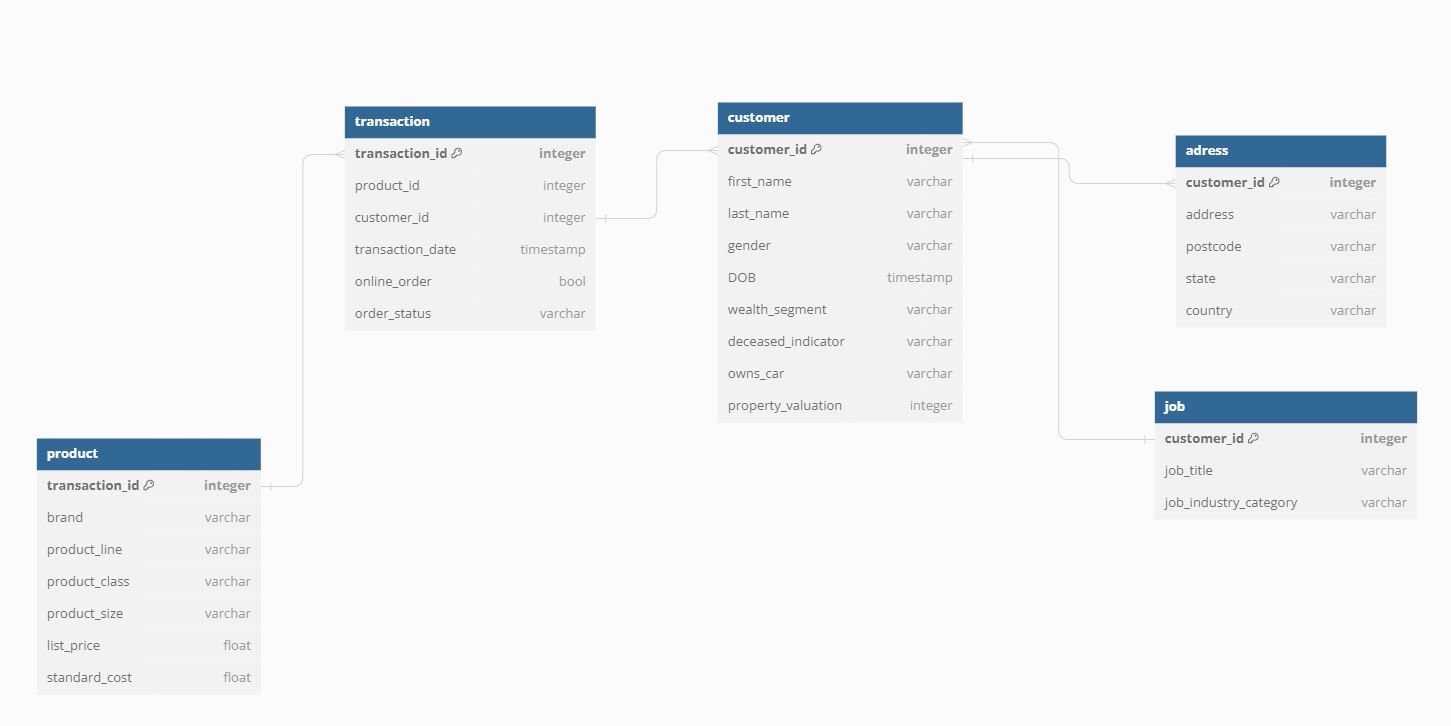 transaction
transaction_id integer
product_id integer
customer_id integer
transaction_date timestamp
online_order bool
order_status varchar
customer
customer_id integer
first_name varchar
last_name varchar
gender varchar
DOB timestamp
wealth_segment varchar
deceased_indicator varchar
owns_car varchar
property_valuation integer
adress
customer_id integer
address varchar
postcode varchar
state varchar
country varchar
job
customer_id integer
job_title varchar
job_industry_category varchar
product
transaction_id integer
brand varchar
product_line varchar
product_class varchar
product_size varchar
list_price float
standard_cost float